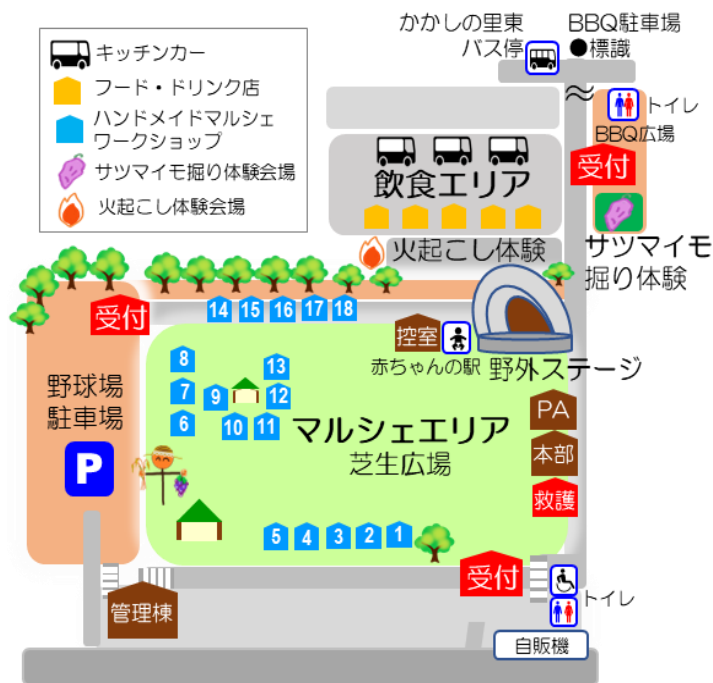 キッチンカー
フード・ドリンク店
ハンドメイドマルシェ
ワークショップ
サツマイモ掘り体験会場
火起こし体験会場
かかしの里東
バス停
BBQ駐車場
●標識
トイレ
BBQ広場
受付
飲食エリア
火起こし体験
サツマイモ
掘り体験
受付
14
15
16
17
18
控室
赤ちゃんの駅
野外ステージ
野球場
駐車場
P
8
7
6
9
13
12
10
11
マルシェエリア
芝生広場
PA
本部
救護
5
4
3
2
1
受付
管理棟
トイレ
自販機